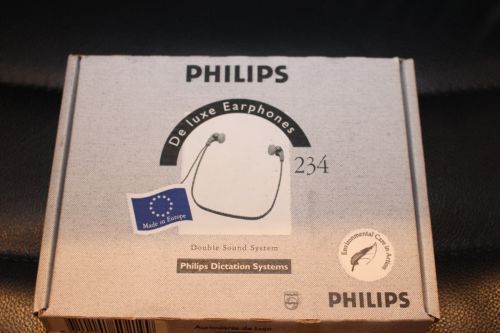 PHILIPS
De luxe Earphones
234
Made in Europe
Double Sound System
Philips Dictation Systems
Environmental Care in Action
PHILIPS